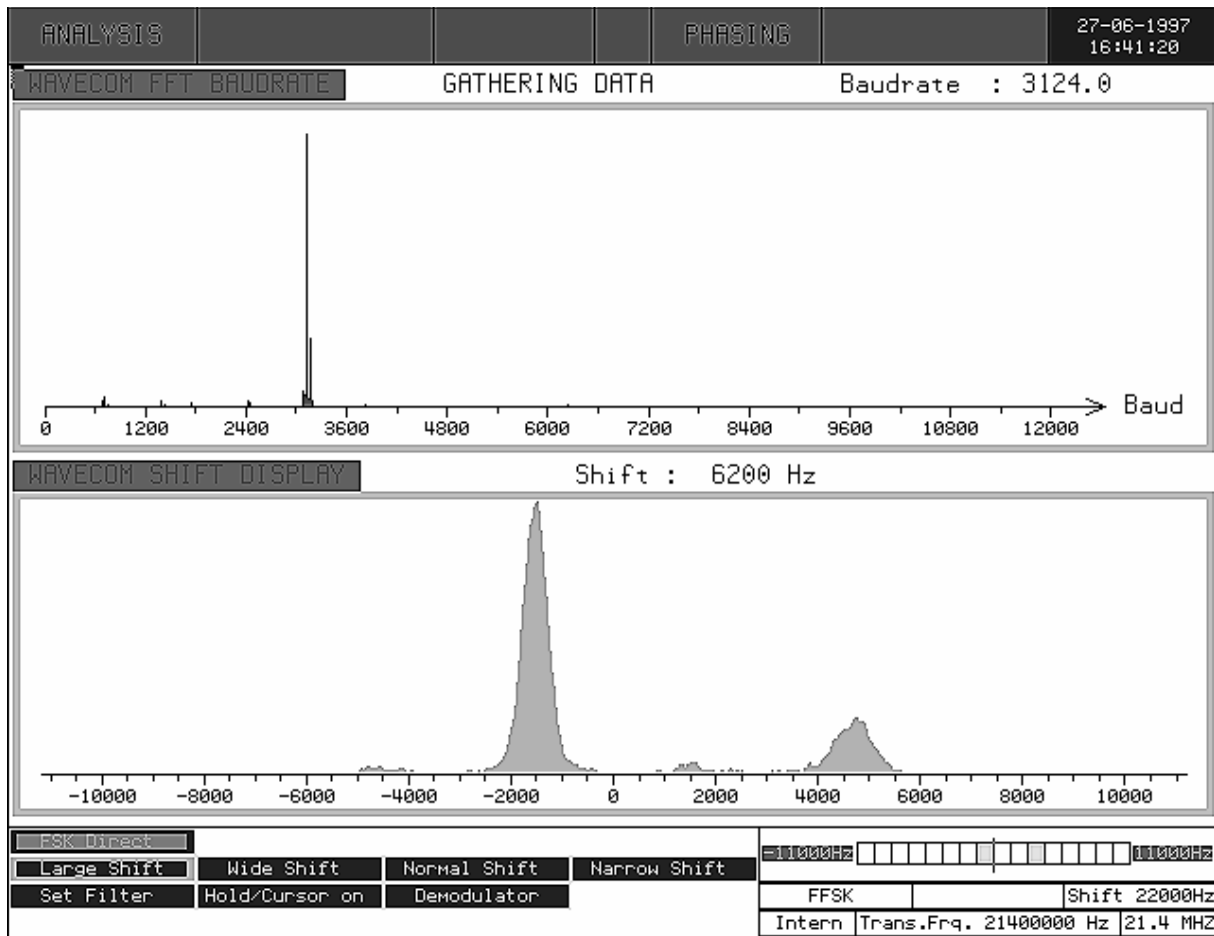 ANALYSIS PHASING 27-06-1997
16:41:20
WAVECOM FFT BAUDRATE GATHERING DATA Baudrate : 3124.0
Baud
0 1200 2400 3600 4800 6000 7200 8400 9600 10800 12000
WAVECOM SHIFT DISPLAY Shift : 6200 Hz
-10000 -8000 -6000 -4000 -2000 0 2000 4000 6000 8000 10000
FSK Direct
-11000Hz 11000Hz
Large Shift Wide Shift Normal Shift Narrow Shift
Set Filter Hold/Cursor on Demodulator FFSK Shift 22000Hz
Intern Trans.Frq. 21400000 Hz 21.4 MHZ